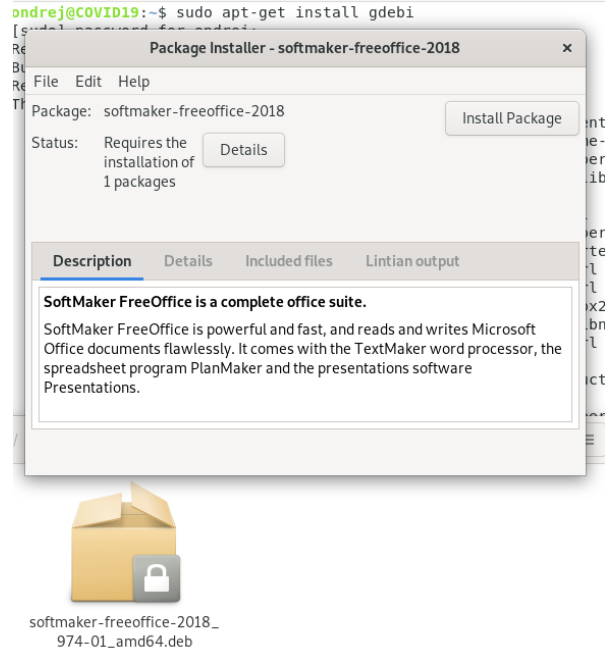 ondrej@COVID19:~$ sudo apt-get install gdebi
Package Installer - softmaker-freeoffice-2018
File Edit Help
Package: softmaker-freeoffice-2018
Install Package
Status: Requires the installation of 1 packages
Details
Description Details Included files Lintian output
SoftMaker FreeOffice is a complete office suite.
SoftMaker FreeOffice is powerful and fast, and reads and writes Microsoft
Office documents flawlessly. It comes with the TextMaker word processor, the
spreadsheet program PlanMaker and the presentations software
Presentations.
softmaker-freeoffice-2018_
974-01_amd64.deb